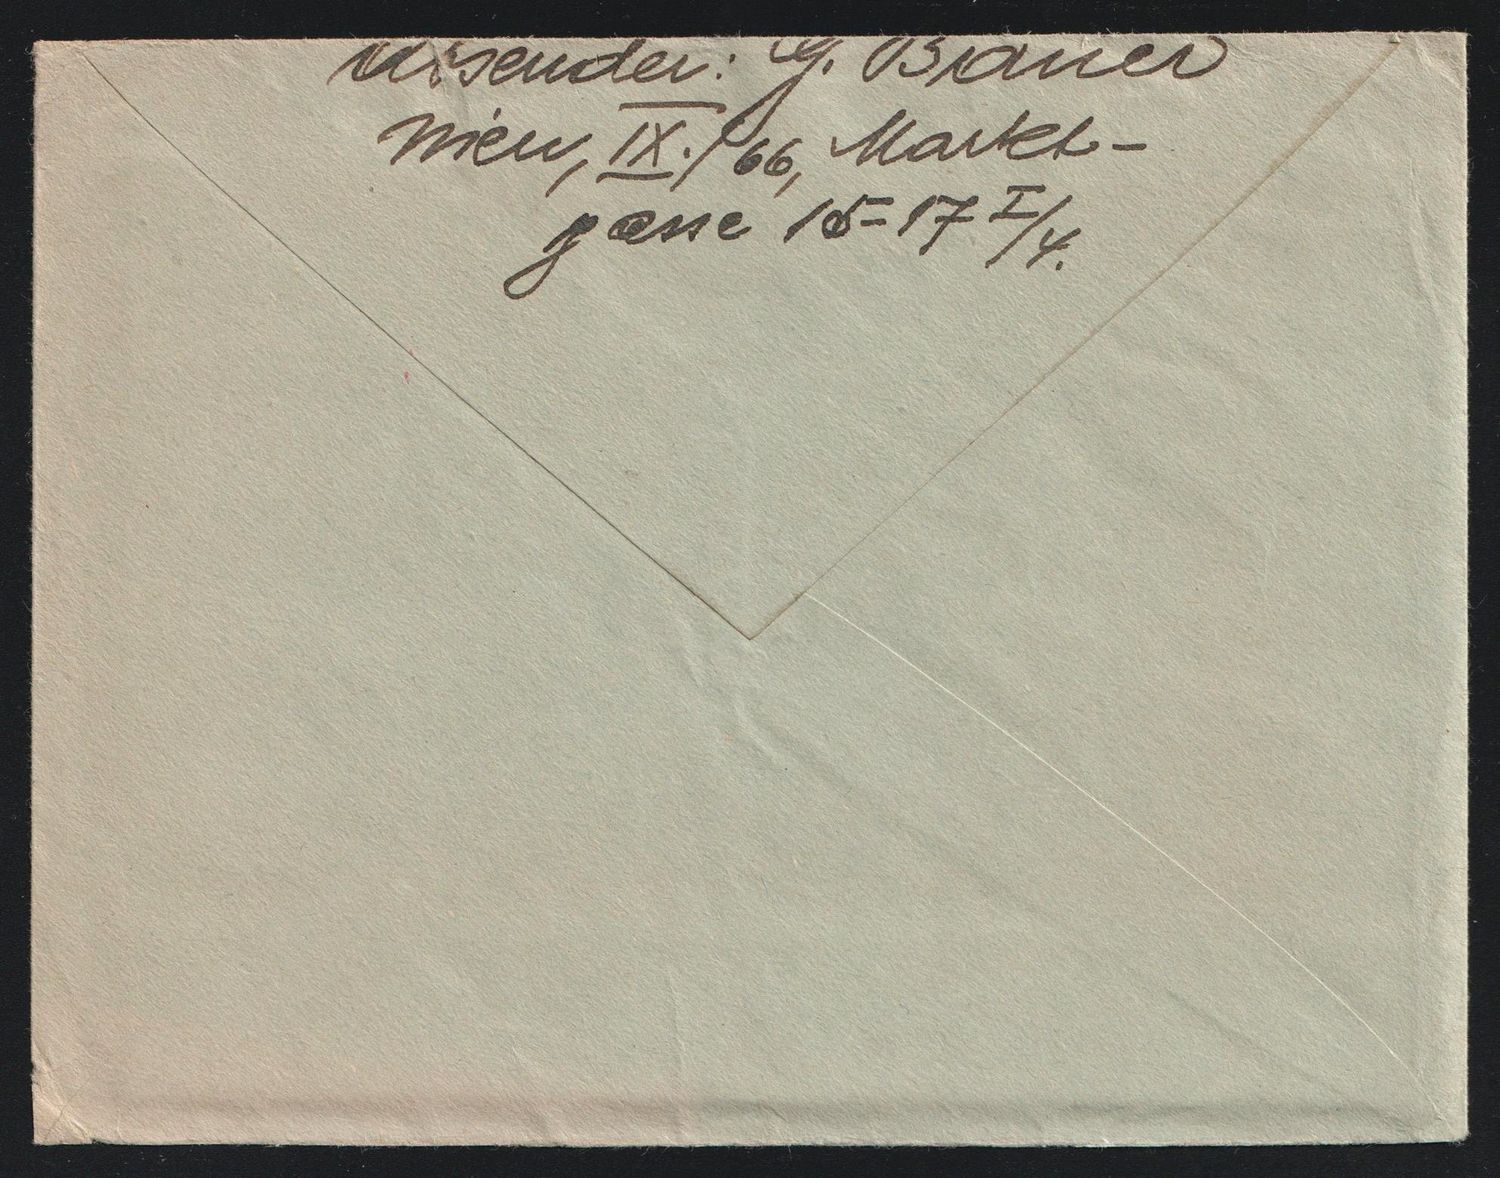 Absender: G. Brauer
Wien, IX./66, Markt-
gasse 15-17 I/4.